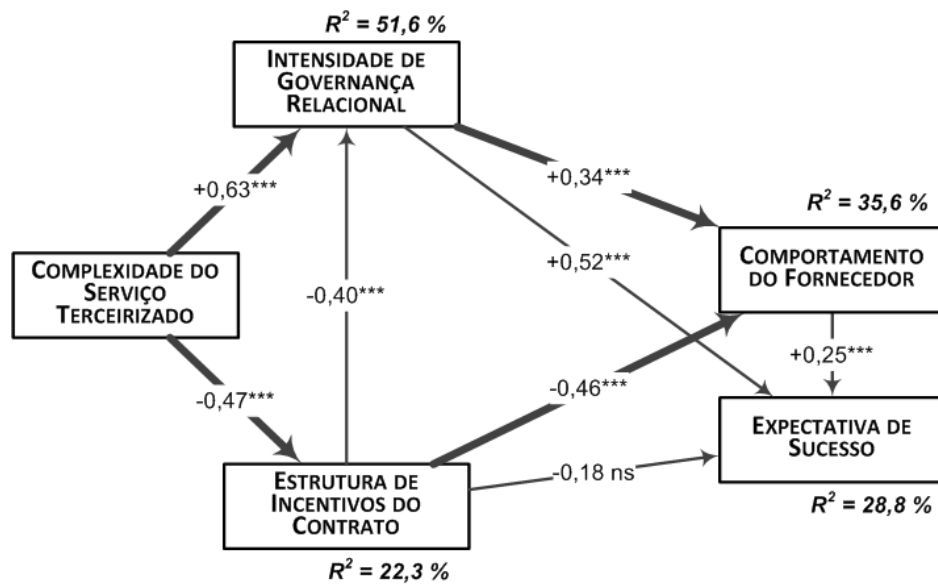 R² = 51,6 %
INTENSIDADE DE
GOVERNANÇA
RELACIONAL
+0,63***
+0,34***
R² = 35,6 %
COMPLEXIDADE DO
SERVIÇO
TERCEIRIZADO
-0,40***
+0,52***
COMPORTAMENTO
DO FORNECEDOR
-0,47***
-0,46***
+0,25***
EXPECTATIVA DE
SUCESSO
ESTRUTURA DE
INCENTIVOS DO
CONTRATO
-0,18 ns
R² = 28,8 %
R² = 22,3 %